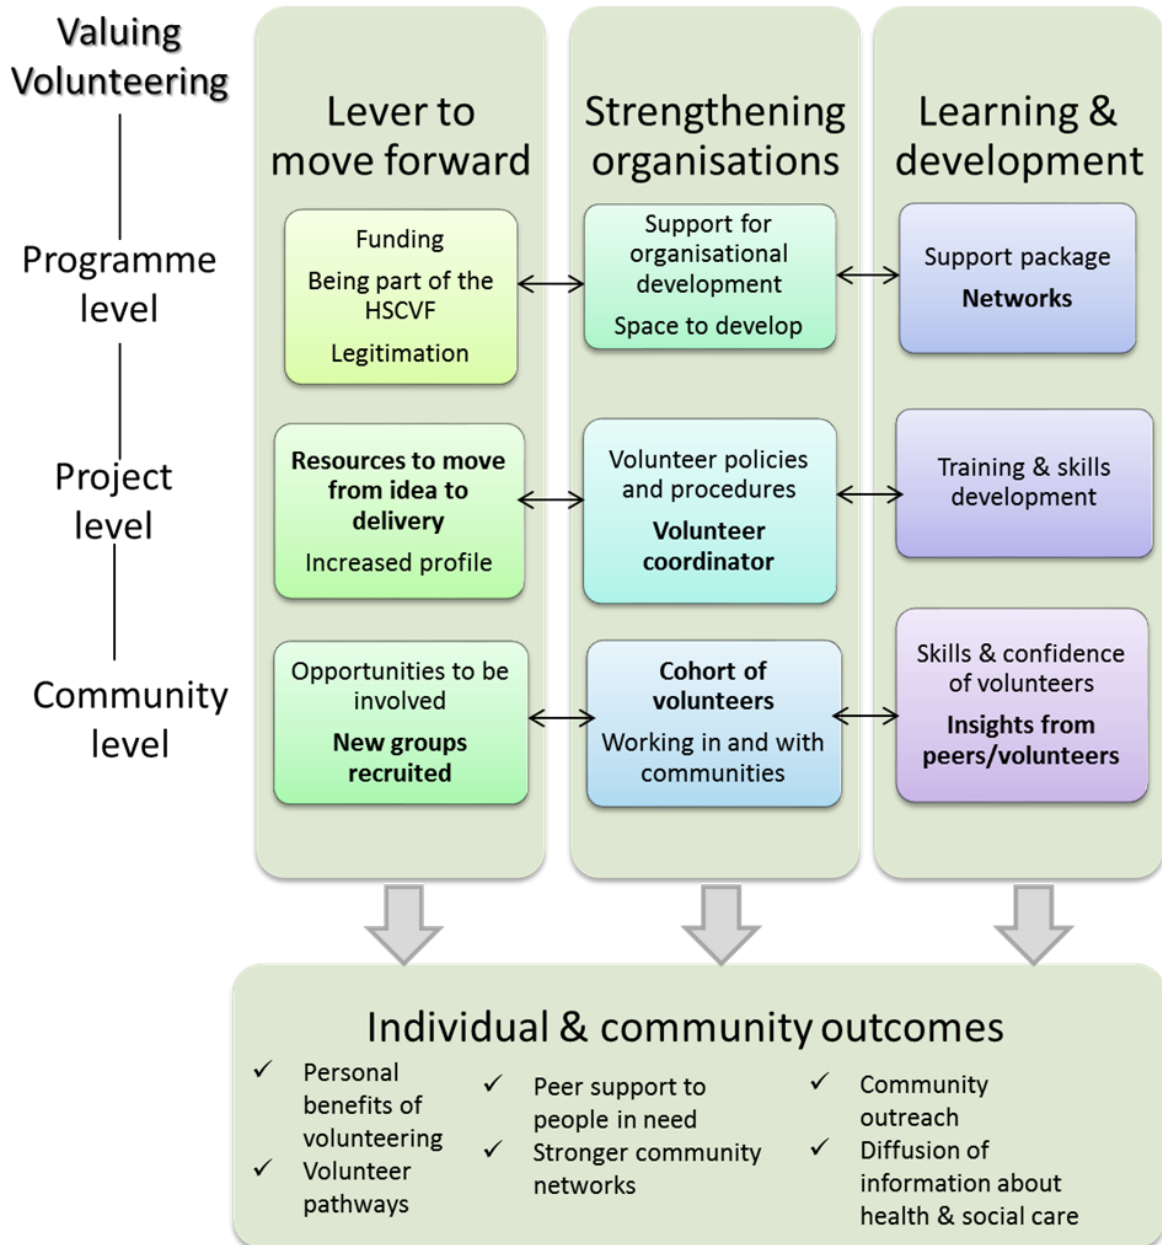 Valuing
Volunteering
Lever to
move forward
Strengthening
organisations
Learning &
development
Programme
level
Funding
Being part of the
HSCVF
Legitimation
Support for
organisational
development
Space to develop
Support package
Networks
Project
level
Resources to move
from idea to
delivery
Increased profile
Volunteer policies
and procedures
Volunteer
coordinator
Training & skills
development
Community
level
Opportunities to be
involved
New groups
recruited
Cohort of
volunteers
Working in and with
communities
Skills & confidence
of volunteers
Insights from
peers/volunteers
Individual & community outcomes
✓ Personal
benefits of
volunteering
✓ Volunteer
pathways
✓ Peer support to
people in need
✓ Stronger community
networks
✓ Community
outreach
✓ Diffusion of
information about
health & social care